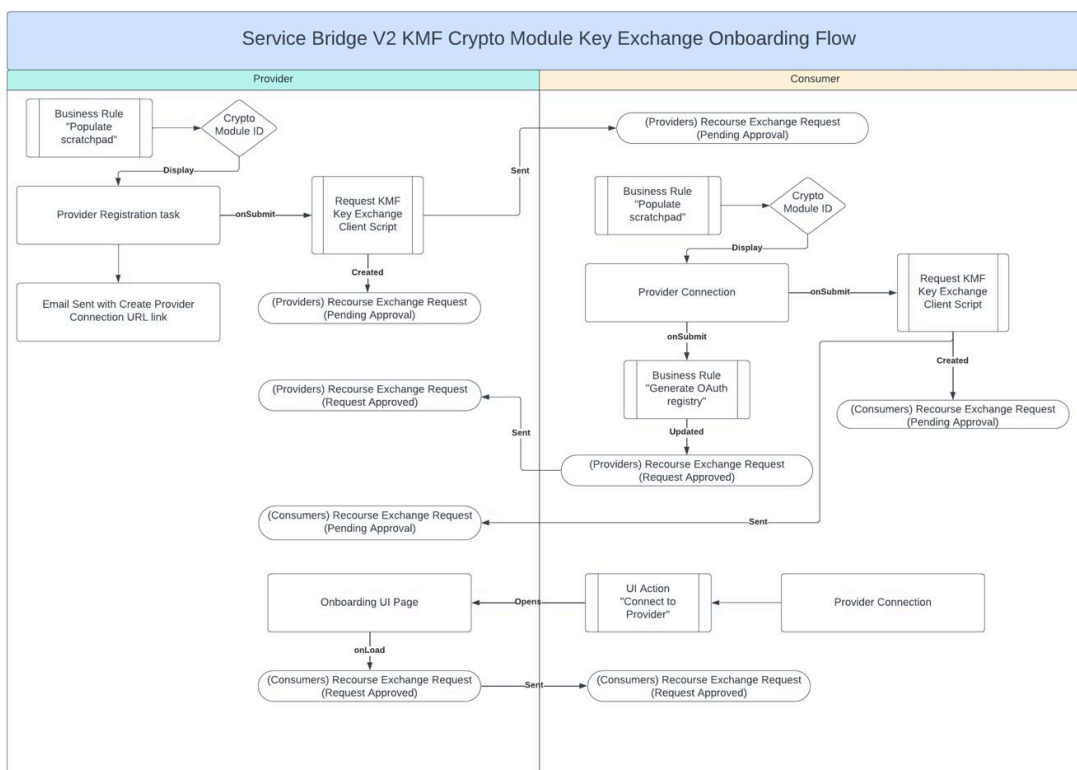 Service Bridge V2 KMF Crypto Module Key Exchange Onboarding Flow
Provider
Consumer
Business Rule
"Populate
scratchpad"
Crypto
Module ID
Display
Provider Registration task
onSubmit
Request KMF
Key Exchange
Client Script
Sent
(Providers) Recourse Exchange Request
(Pending Approval)
Created
(Providers) Recourse Exchange Request
(Pending Approval)
Email Sent with Create Provider
Connection URL link
Business Rule
"Populate
scratchpad"
Crypto
Module ID
Display
Provider Connection
onSubmit
Request KMF
Key Exchange
Client Script
onSubmit
Created
Business Rule
"Generate OAuth
registry"
(Consumers) Recourse Exchange Request
(Pending Approval)
Updated
(Providers) Recourse Exchange Request
(Request Approved)
Sent
(Providers) Recourse Exchange Request
(Request Approved)
Sent
(Consumers) Recourse Exchange Request
(Pending Approval)
Onboarding UI Page
Opens
UI Action
"Connect to
Provider"
Provider Connection
onLoad
(Consumers) Recourse Exchange Request
(Request Approved)
Sent
(Consumers) Recourse Exchange Request
(Request Approved)